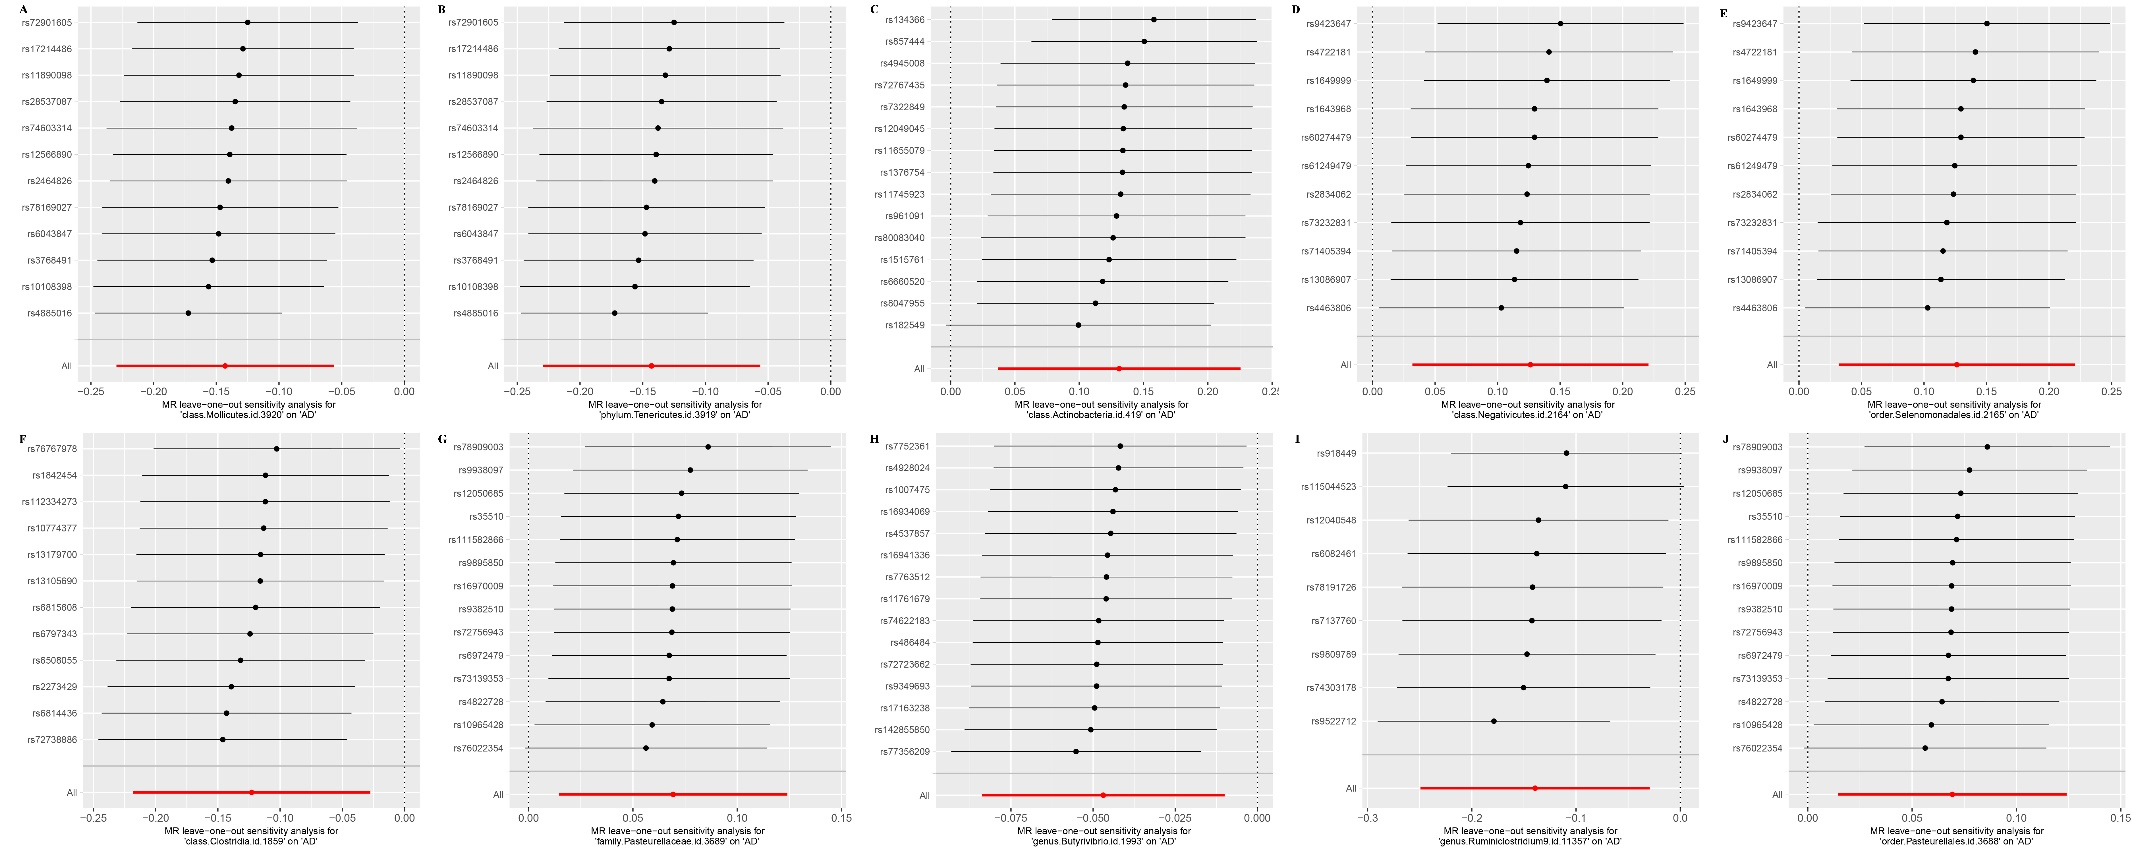 A
rs72901605
rs17214486
rs11890098
rs28537087
rs74603314
rs12566890
rs2464826
rs78169027
rs6043847
rs3768491
rs10108398
rs4885016
All
−0.25 −0.20 −0.15 −0.10 −0.05 0.00
MR leave−one−out sensitivity analysis for
'class.Mollicutes.id.3920' on 'AD'
B
rs72901605
rs17214486
rs11890098
rs28537087
rs74603314
rs12566890
rs2464826
rs78169027
rs6043847
rs3768491
rs10108398
rs4885016
All
−0.25 −0.20 −0.15 −0.10 −0.05 0.00
MR leave−one−out sensitivity analysis for
'phylum.Tenericutes.id.3919' on 'AD'
C
rs134366
rs857444
rs4945008
rs72767435
rs7322849
rs12049045
rs11655079
rs1376754
rs11745923
rs961091
rs80083040
rs1515761
rs6660520
rs8047955
rs182549
All
0.00 0.05 0.10 0.15 0.20 0.25
MR leave−one−out sensitivity analysis for
'class.Actinobacteria.id.419' on 'AD'
D
rs9423647
rs4722181
rs1649999
rs1643968
rs60274479
rs61249479
rs2834062
rs73232831
rs71405394
rs13086907
rs4463806
All
0.00 0.05 0.10 0.15 0.20 0.25
MR leave−one−out sensitivity analysis for
'class.Negativicutes.id.2164' on 'AD'
E
rs9423647
rs4722181
rs1649999
rs1643968
rs60274479
rs61249479
rs2834062
rs73232831
rs71405394
rs13086907
rs4463806
All
0.00 0.05 0.10 0.15 0.20 0.25
MR leave−one−out sensitivity analysis for
'order.Selenomonadales.id.2165' on 'AD'
F
rs76767978
rs1842454
rs112334273
rs10774377
rs13179700
rs13105690
rs6815608
rs6797343
rs6508055
rs2273429
rs6814436
rs72738886
All
−0.25 −0.20 −0.15 −0.10 −0.05 0.00
MR leave−one−out sensitivity analysis for
'class.Clostridia.id.1859' on 'AD'
G
rs78909003
rs9938097
rs12050685
rs35510
rs111582866
rs9895850
rs16970009
rs9382510
rs72756943
rs6972479
rs73139353
rs4822728
rs10965428
rs76022354
All
0.00 0.05 0.10 0.15
MR leave−one−out sensitivity analysis for
'family.Pasteurellaceae.id.3689' on 'AD'
H
rs7752361
rs4928024
rs1007475
rs16934069
rs4537857
rs16941336
rs7763512
rs11761679
rs74622183
rs486484
rs72723662
rs9349693
rs17163238
rs142855850
rs77356209
All
−0.075 −0.050 −0.025 0.000
MR leave−one−out sensitivity analysis for
'genus.Butyrivibrio.id.1993' on 'AD'
I
rs918449
rs115044523
rs12040548
rs6082461
rs78191726
rs7137760
rs9809789
rs74303178
rs9522712
All
−0.3 −0.2 −0.1 0.0
MR leave−one−out sensitivity analysis for
'genus.Ruminiclostridium9.id.11357' on 'AD'
J
rs78909003
rs9938097
rs12050685
rs35510
rs111582866
rs9895850
rs16970009
rs9382510
rs72756943
rs6972479
rs73139353
rs4822728
rs10965428
rs76022354
All
0.00 0.05 0.10 0.15
MR leave−one−out sensitivity analysis for
'order.Pasteurellales.id.3688' on 'AD'